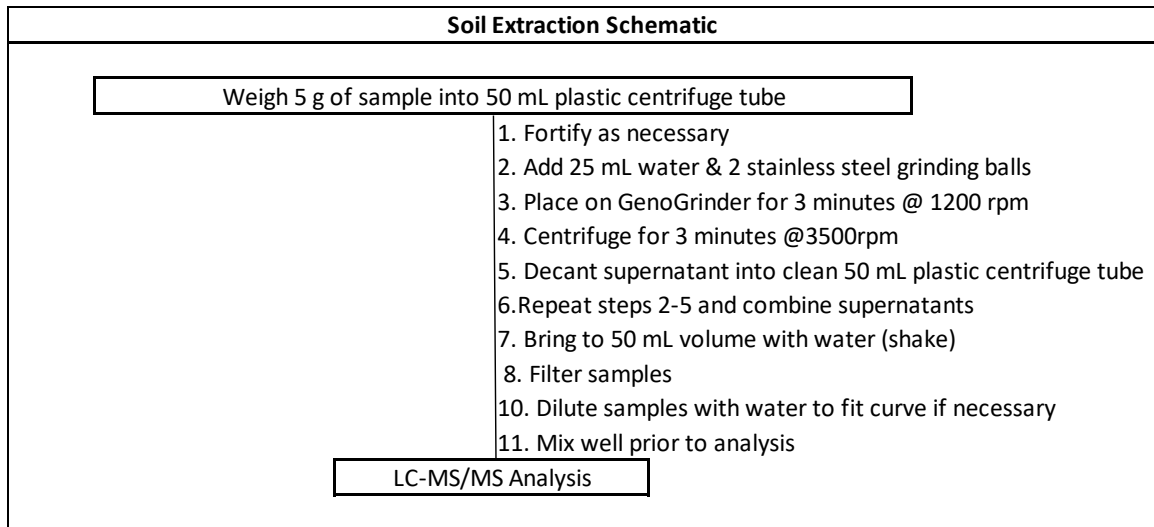 Soil Extraction Schematic
Weigh 5 g of sample into 50 mL plastic centrifuge tube
1. Fortify as necessary
2. Add 25 mL water & 2 stainless steel grinding balls
3. Place on GenoGrinder for 3 minutes @ 1200 rpm
4. Centrifuge for 3 minutes @3500rpm
5. Decant supernatant into clean 50 mL plastic centrifuge tube
6.Repeat steps 2-5 and combine supernatants
7. Bring to 50 mL volume with water (shake)
8. Filter samples
10. Dilute samples with water to fit curve if necessary
11. Mix well prior to analysis
LC-MS/MS Analysis